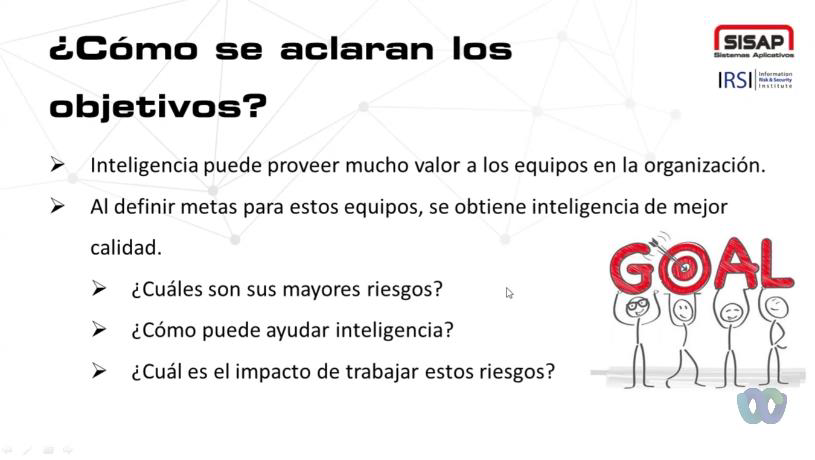 ¿Cómo se aclaran los
objetivos?
SISAP
Sistemas Aplicativos
IRSI Information
Risk & Security
Institute
➢ Inteligencia puede proveer mucho valor a los equipos en la organización.
➢ Al definir metas para estos equipos, se obtiene inteligencia de mejor
calidad.
➢ ¿Cuáles son sus mayores riesgos?
➢ ¿Cómo puede ayudar inteligencia?
➢ ¿Cuál es el impacto de trabajar estos riesgos?
GOAL